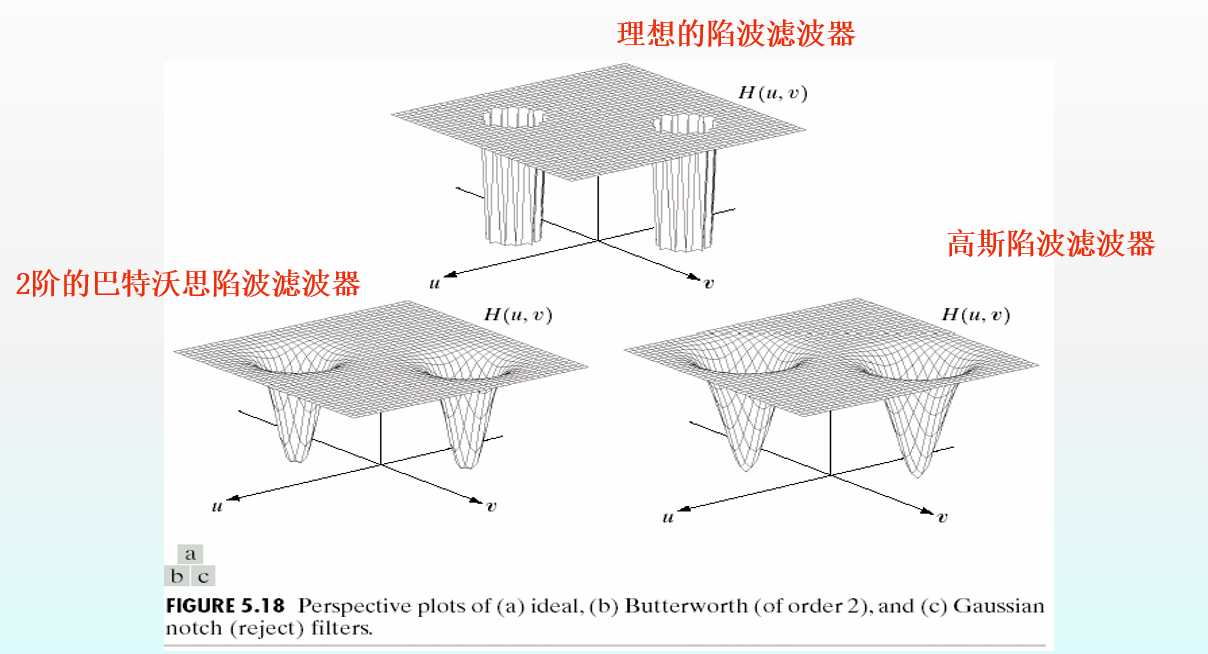 理想的陷波滤波器
H(u, v)
u
v
高斯陷波滤波器
2阶的巴特沃思陷波滤波器
H(u, v)
u
v
H(u, v)
u
v
a
b c
FIGURE 5.18 Perspective plots of (a) ideal, (b) Butterworth (of order 2), and (c) Gaussian
notch (reject) filters.